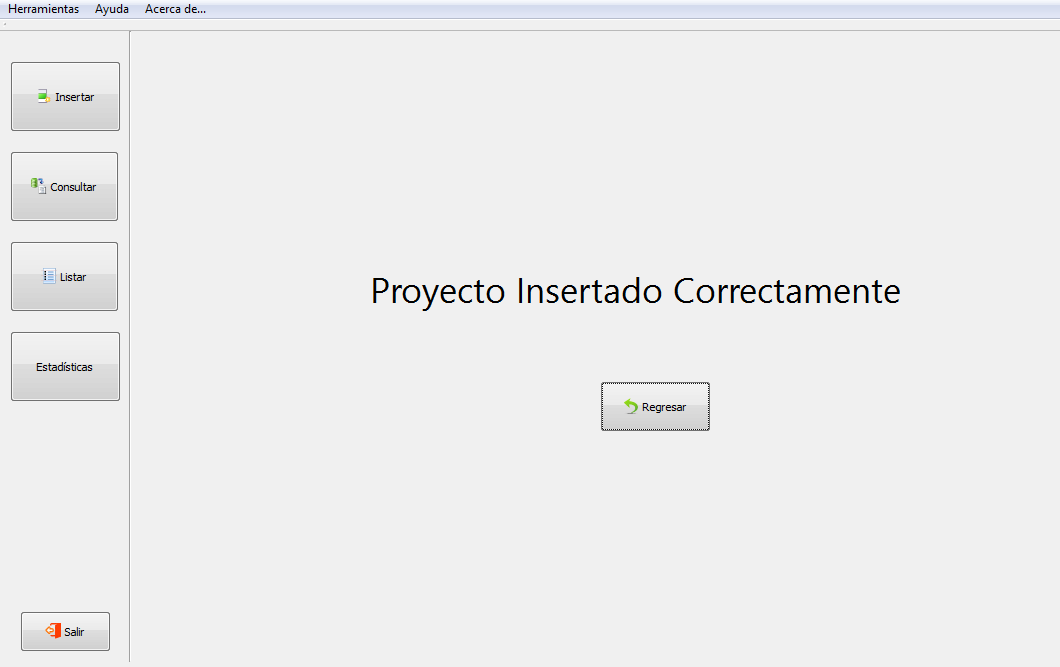 Herramientas Ayuda Acerca de...
Insertar
Consultar
Listar
Estadísticas
Salir
Proyecto Insertado Correctamente
Regresar